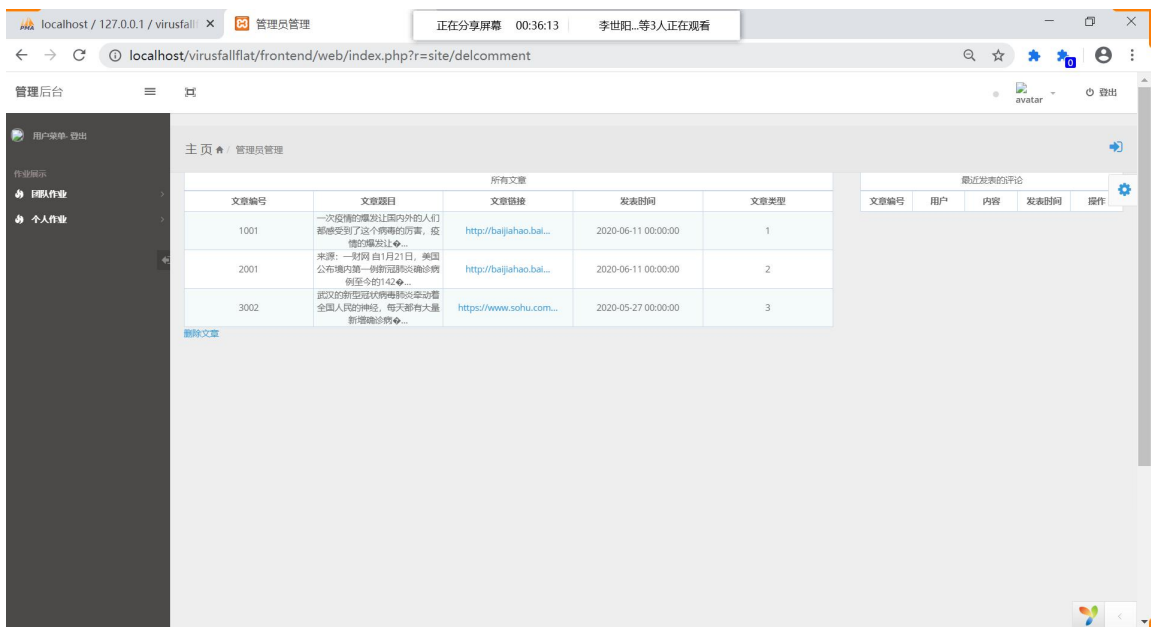 localhost / 127.0.0.1 / virusfall
管理员管理
正在分享屏幕 00:36:13 李世阳...等3人正在观看
localhost/virusfallflat/frontend/web/index.php?r=site/delcomment
0
管理后台
avatar
登出
用户菜单- 登出
作业展示
团队作业
个人作业
主 页 / 管理员管理
所有文章
文章编号 文章题目 文章链接 发表时间 文章类型
1001 一次疫情的爆发让国内外的人们
都感受到了这个病毒的厉害，疫
情的爆发让�... http://baijiahao.bai... 2020-06-11 00:00:00 1
2001 来源：一财网 自1月21日，美国
公布境内第一例新冠肺炎确诊病
例至今的142�... http://baijiahao.bai... 2020-06-11 00:00:00 2
3002 武汉的新型冠状病毒肺炎牵动着
全国人民的神经，每天都有大量
新增确诊病�... https://www.sohu.com... 2020-05-27 00:00:00 3
删除文章
最近发表的评论
文章编号 用户 内容 发表时间 操作